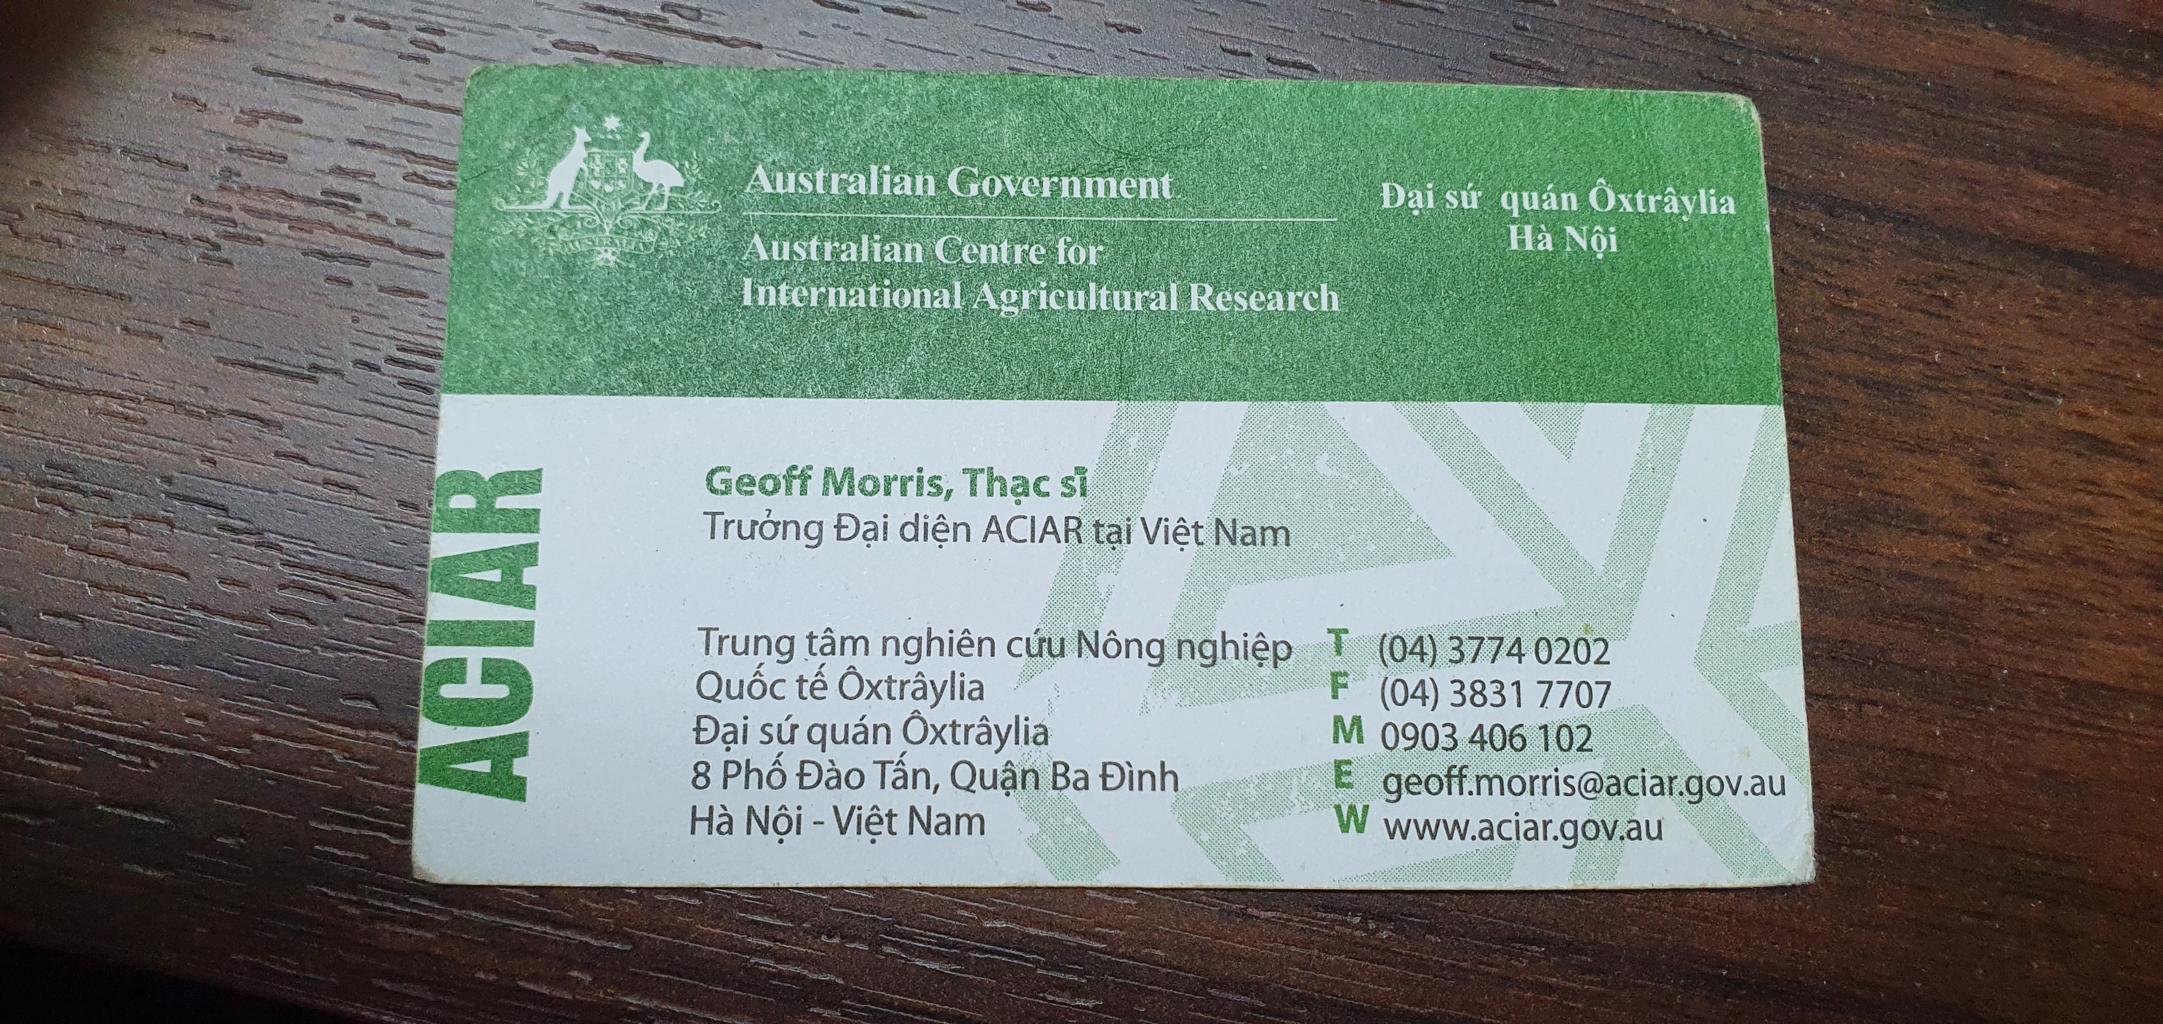 Australian Government
Australian Centre for
International Agricultural Research
Đại sứ quán Ôxtrâylia
Hà Nội
ACIAR
Geoff Morris, Thạc sĩ
Trưởng Đại diện ACIAR tại Việt Nam
Trung tâm nghiên cứu Nông nghiệp
Quốc tế Ôxtrâylia
Đại sứ quán Ôxtrâylia
8 Phố Đào Tấn, Quận Ba Đình
Hà Nội - Việt Nam
T (04) 3774 0202
F (04) 3831 7707
M 0903 406 102
E geoff.morris@aciar.gov.au
W www.aciar.gov.au